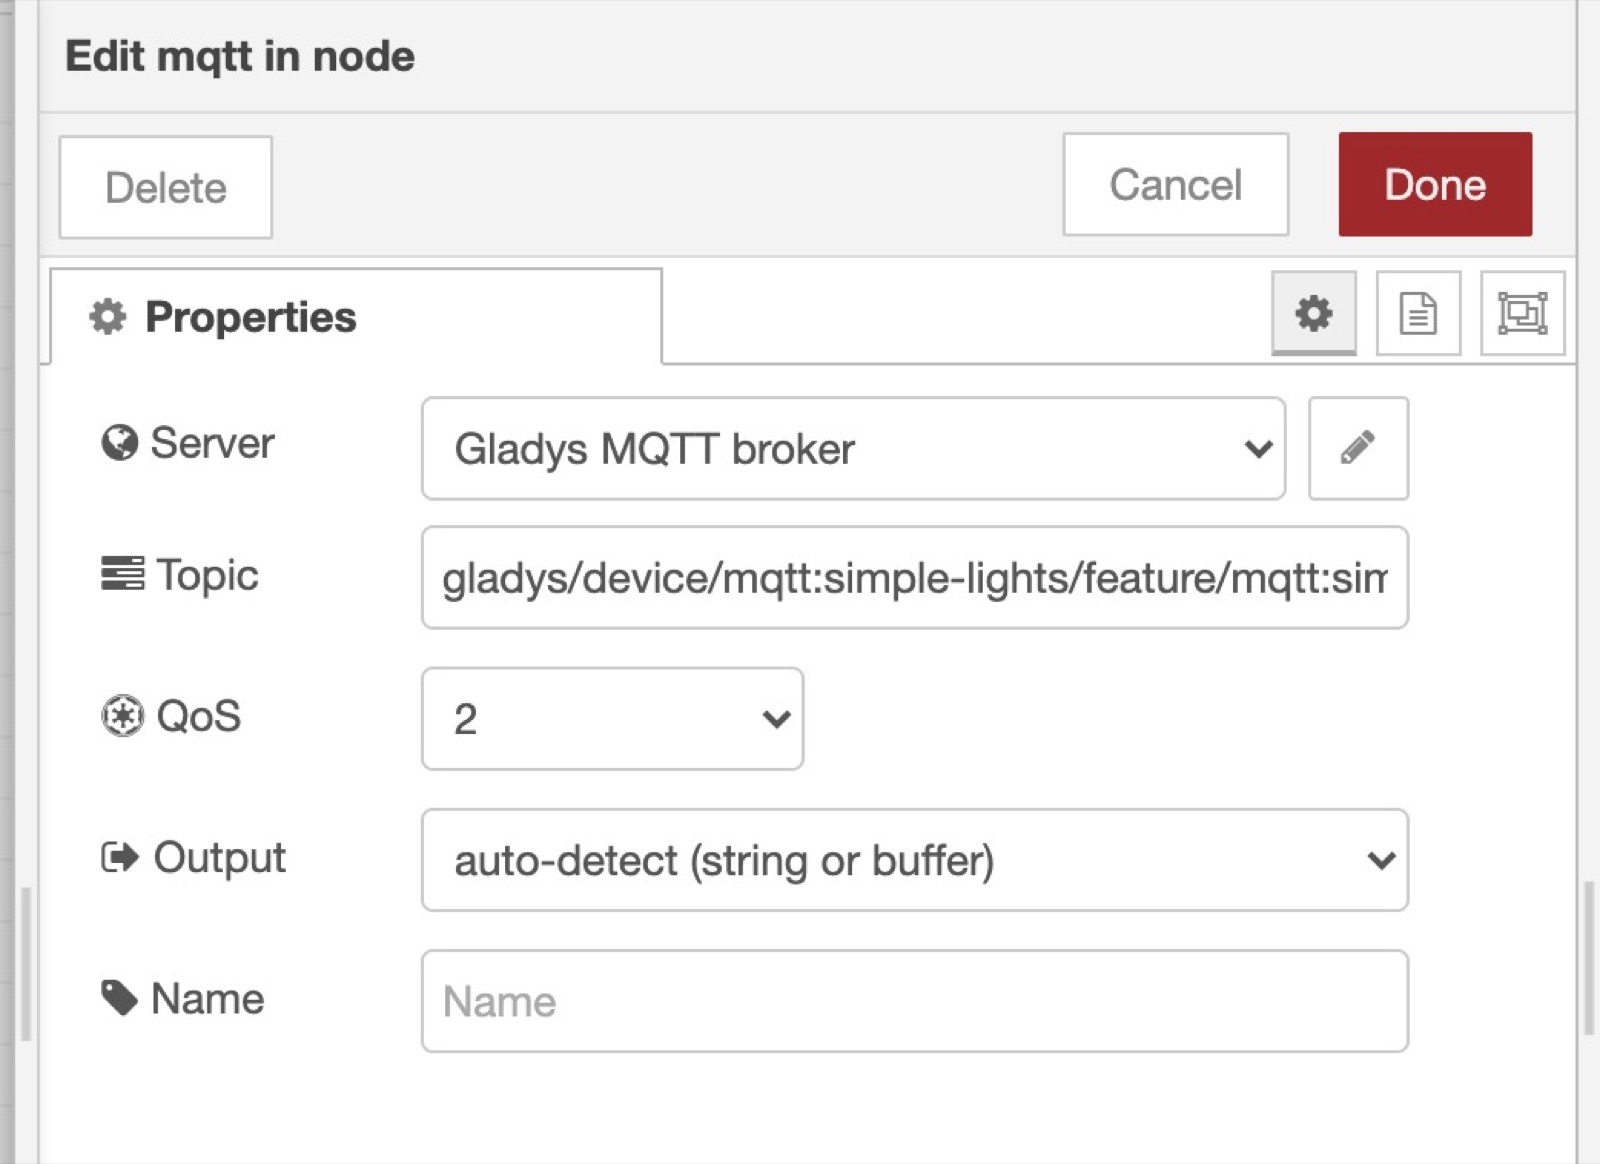 Edit mqtt in node
Delete
Cancel
Done
Properties
Server
Gladys MQTT broker
Topic
gladys/device/mqtt:simple-lights/feature/mqtt:sim
QoS
2
Output
auto-detect (string or buffer)
Name
Name